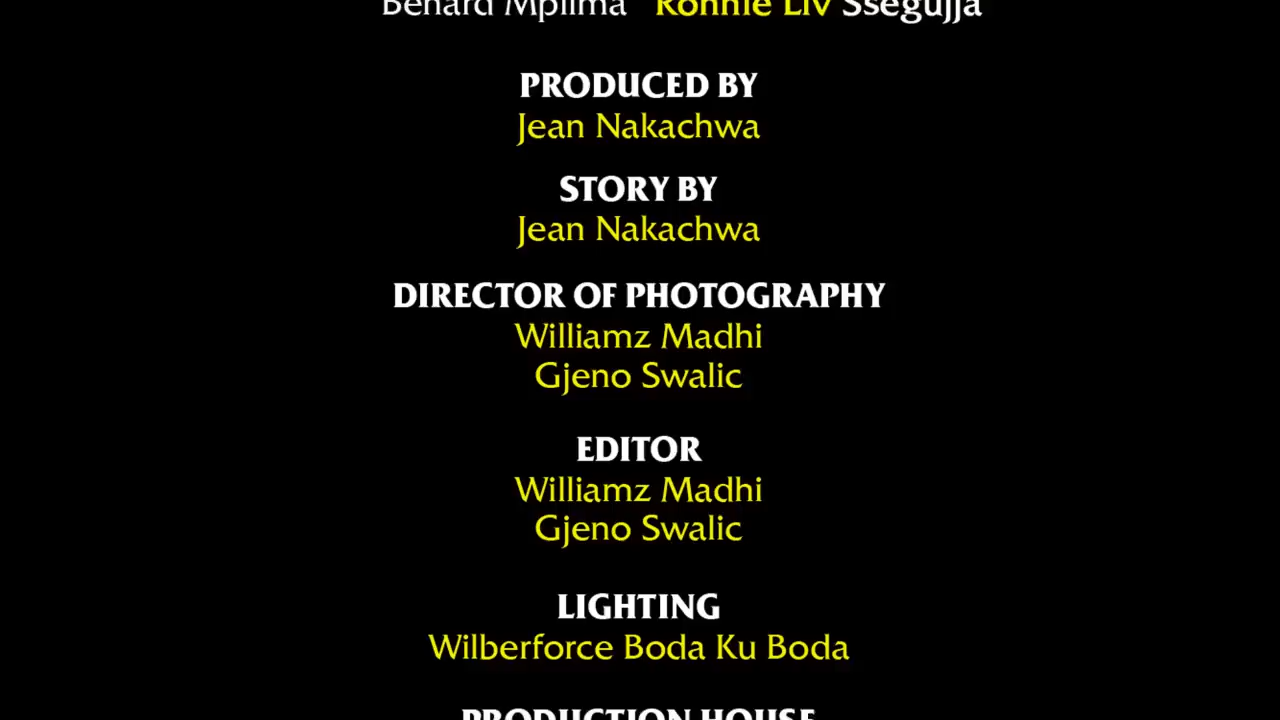 Benard Mpiima Ronnie Liv Ssegujja
PRODUCED BY
Jean Nakachwa
STORY BY
Jean Nakachwa
DIRECTOR OF PHOTOGRAPHY
Williamz Madhi
Gjeno Swalic
EDITOR
Williamz Madhi
Gjeno Swalic
LIGHTING
Wilberforce Boda Ku Boda
PRODUCTION HOUSE